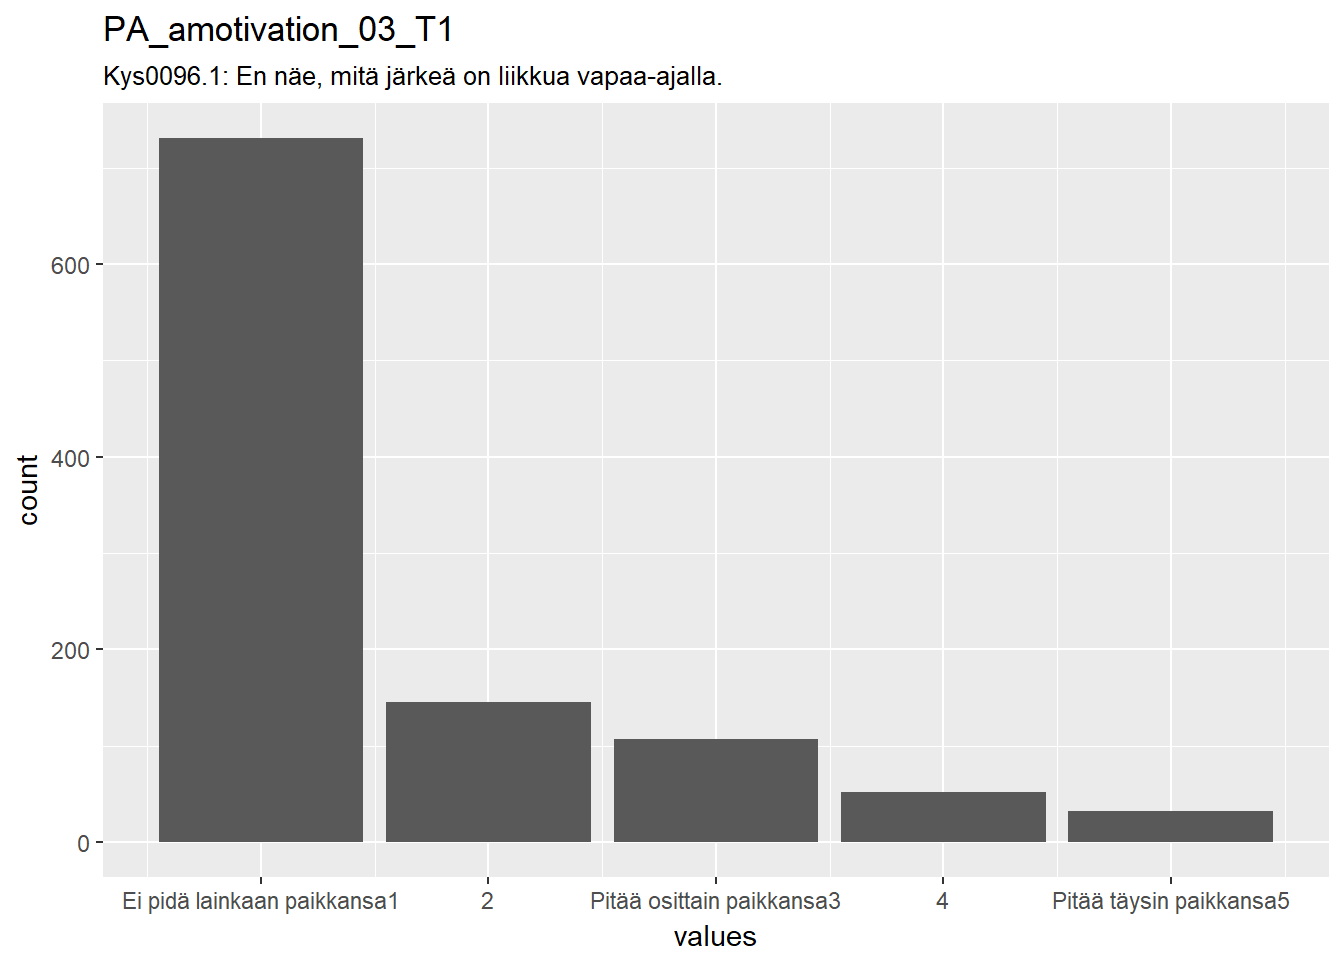 PA_amotivation_03_T1
Kys0096.1: En näe, mitä järkeä on liikkua vapaa-ajalla.
count
600
400
200
0
Ei pidä lainkaan paikkansa1 2 Pitää osittain paikkansa3 4 Pitää täysin paikkansa5
values